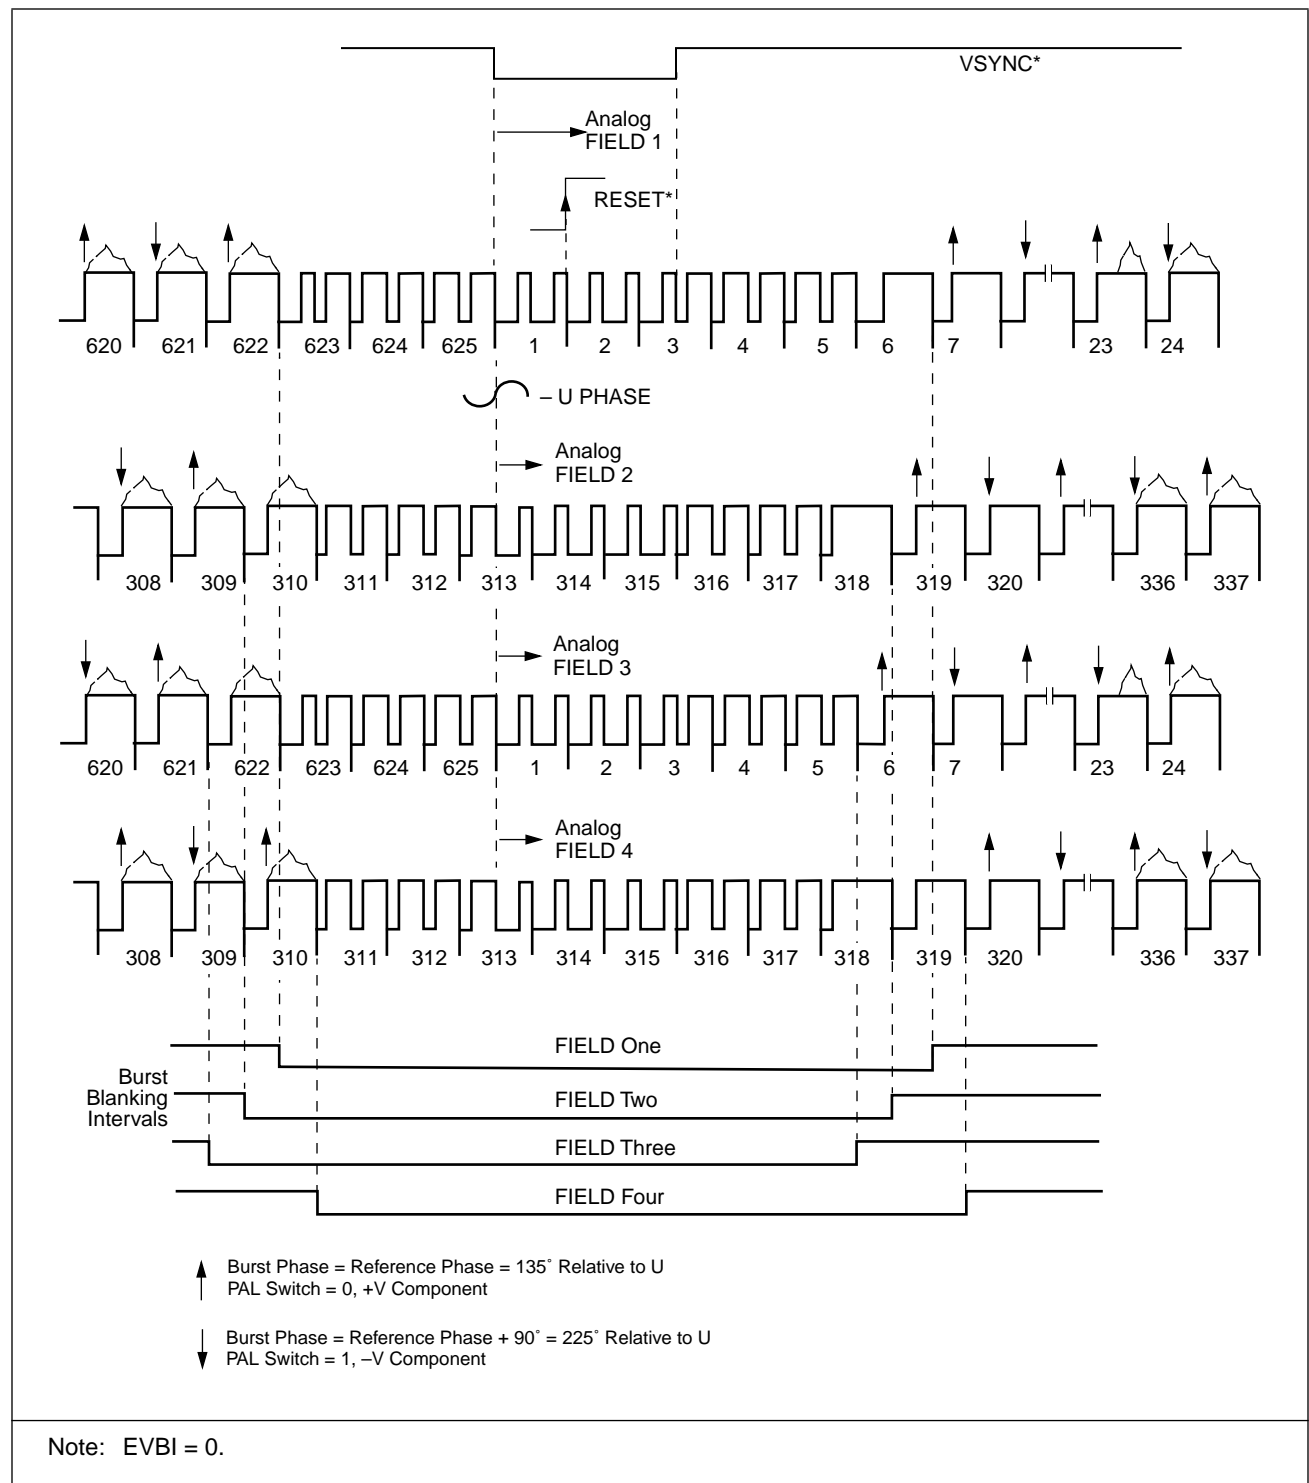 VSYNC*
Analog
FIELD 1
RESET*
620 621 622 623 624 625 1 2 3 4 5 6 7 23 24
– U PHASE
Analog
FIELD 2
308 309 310 311 312 313 314 315 316 317 318 319 320 336 337
Analog
FIELD 3
620 621 622 623 624 625 1 2 3 4 5 6 7 23 24
Analog
FIELD 4
308 309 310 311 312 313 314 315 316 317 318 319 320 336 337
FIELD One
Burst
Blanking
Intervals
FIELD Two
FIELD Three
FIELD Four
Burst Phase = Reference Phase = 135° Relative to U
PAL Switch = 0, +V Component
Burst Phase = Reference Phase + 90° = 225° Relative to U
PAL Switch = 1, –V Component
Note: EVBI = 0.